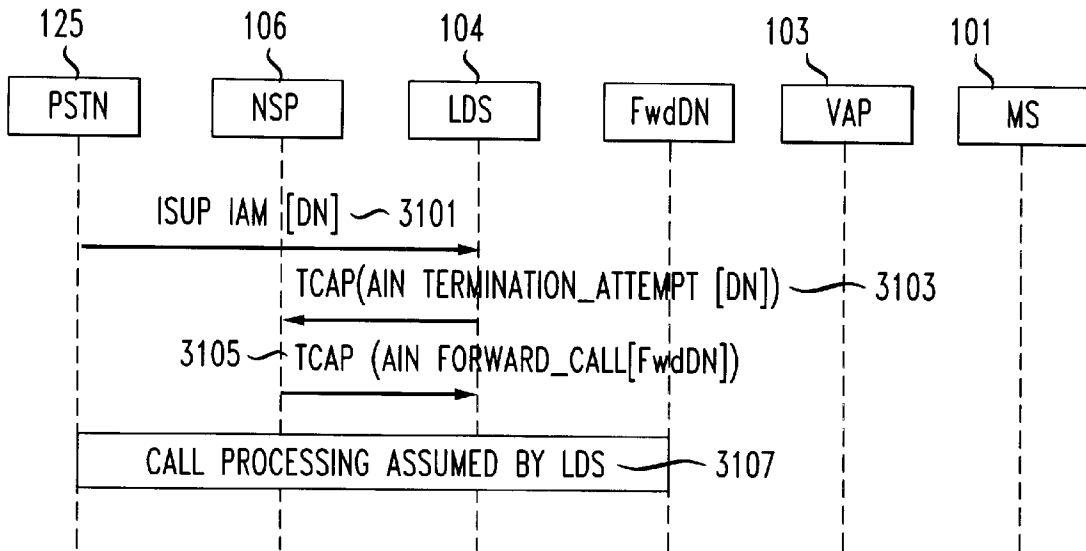 125 106 104 103 101
PSTN NSP LDS FwdDN VAP MS
ISUP IAM [DN] 3101
TCAP(AIN TERMINATION_ATTEMPT [DN]) 3103
3105 TCAP (AIN FORWARD_CALL[FwdDN])
CALL PROCESSING ASSUMED BY LDS 3107